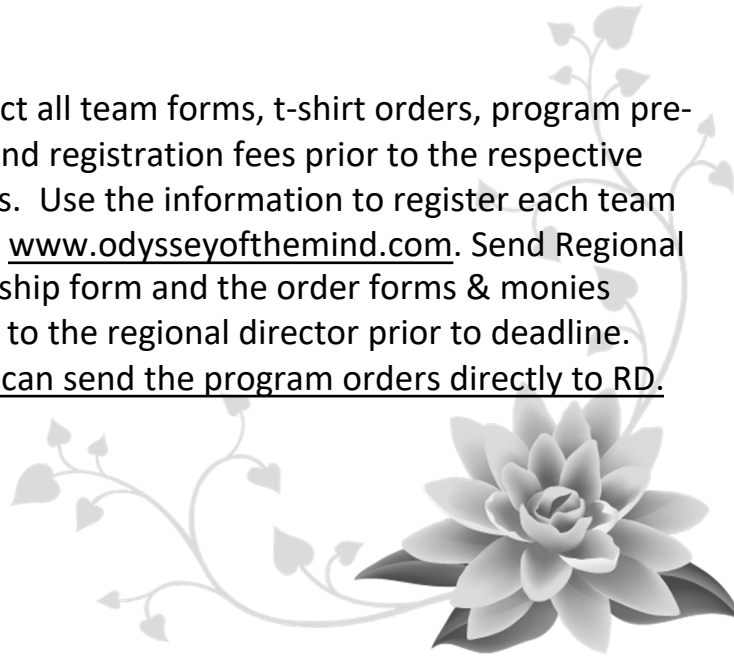 ct all team forms, t-shirt orders, program pre-
nd registration fees prior to the respective
s. Use the information to register each team
www.odysseyofthemind.com. Send Regional
ship form and the order forms & monies
to the regional director prior to deadline.
can send the program orders directly to RD.